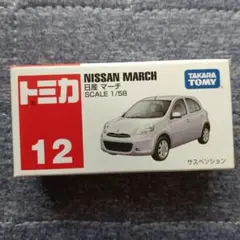 トミカ
NISSAN MARCH
日産 マーチ
SCALE 1/58
TAKARA
TOMY
12
サスペンション